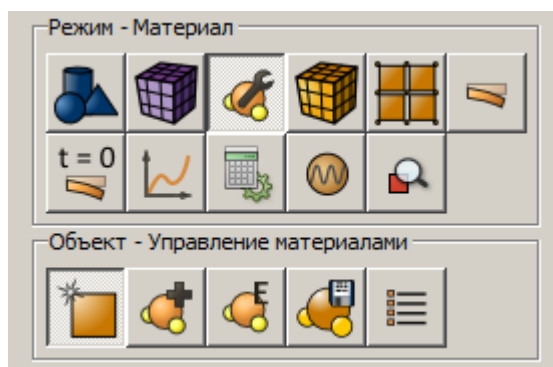 Режим - Материал
t = 0
Объект - Управление материалами
E